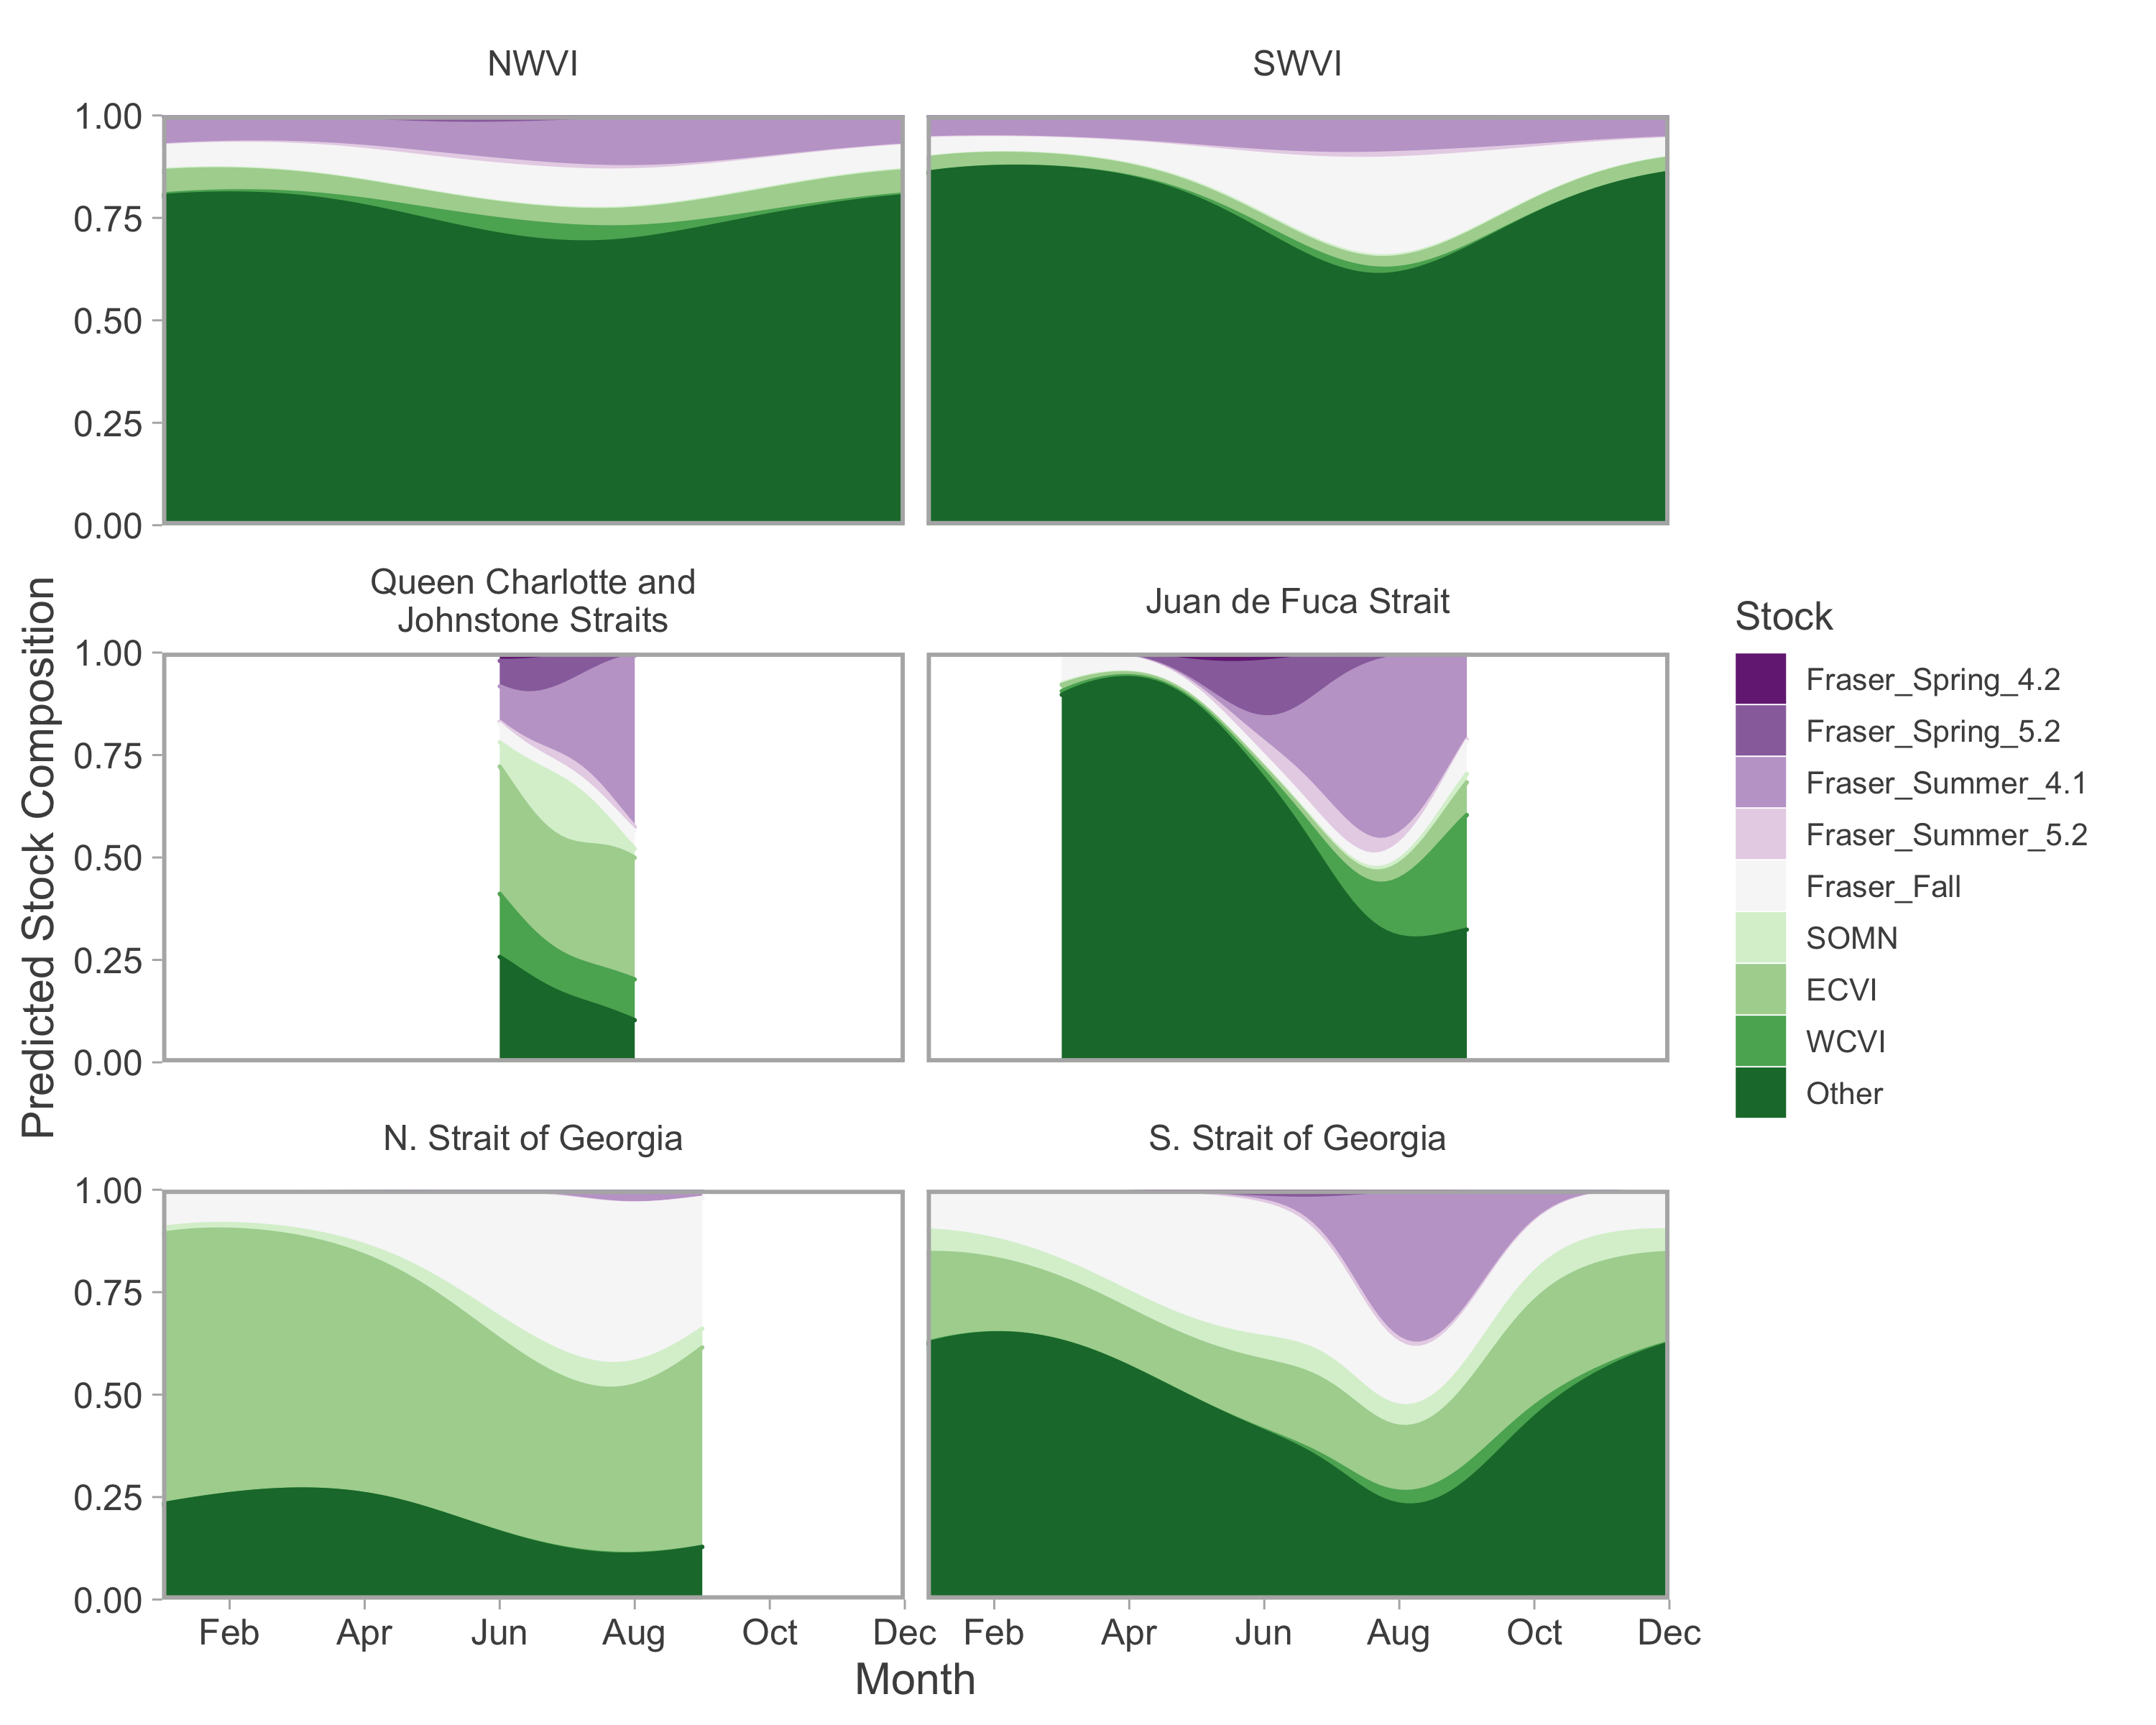 NWVI
SWVI
1.00
0.75
0.50
0.25
0.00
Queen Charlotte and
Johnstone Straits
Juan de Fuca Strait
1.00
0.75
0.50
0.25
0.00
N. Strait of Georgia
S. Strait of Georgia
1.00
0.75
0.50
0.25
0.00
Feb Apr Jun Aug Oct Dec
Feb Apr Jun Aug Oct Dec
Month
Predicted Stock Composition
Stock
Fraser_Spring_4.2
Fraser_Spring_5.2
Fraser_Summer_4.1
Fraser_Summer_5.2
Fraser_Fall
SOMN
ECVI
WCVI
Other